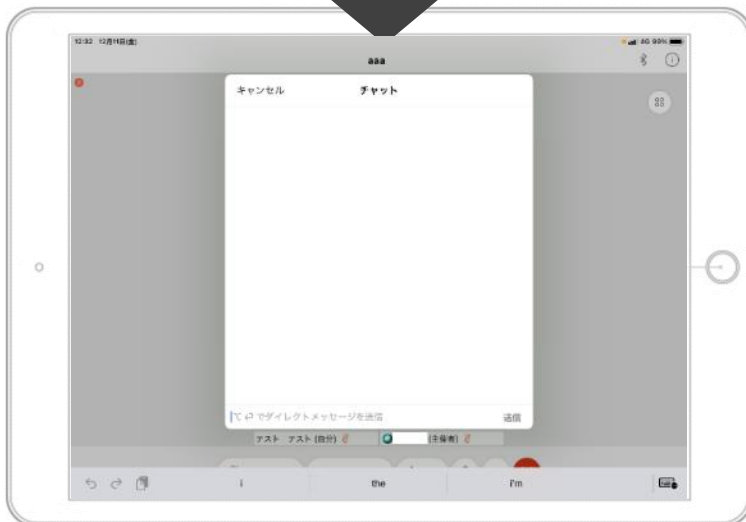 12:32 12月11日(金)
4G 93%
aaa
キャンセル
チャット
⌥⏎ でダイレクトメッセージを送信
送信
テスト テスト (自分)
(主催者)
i
the
I'm